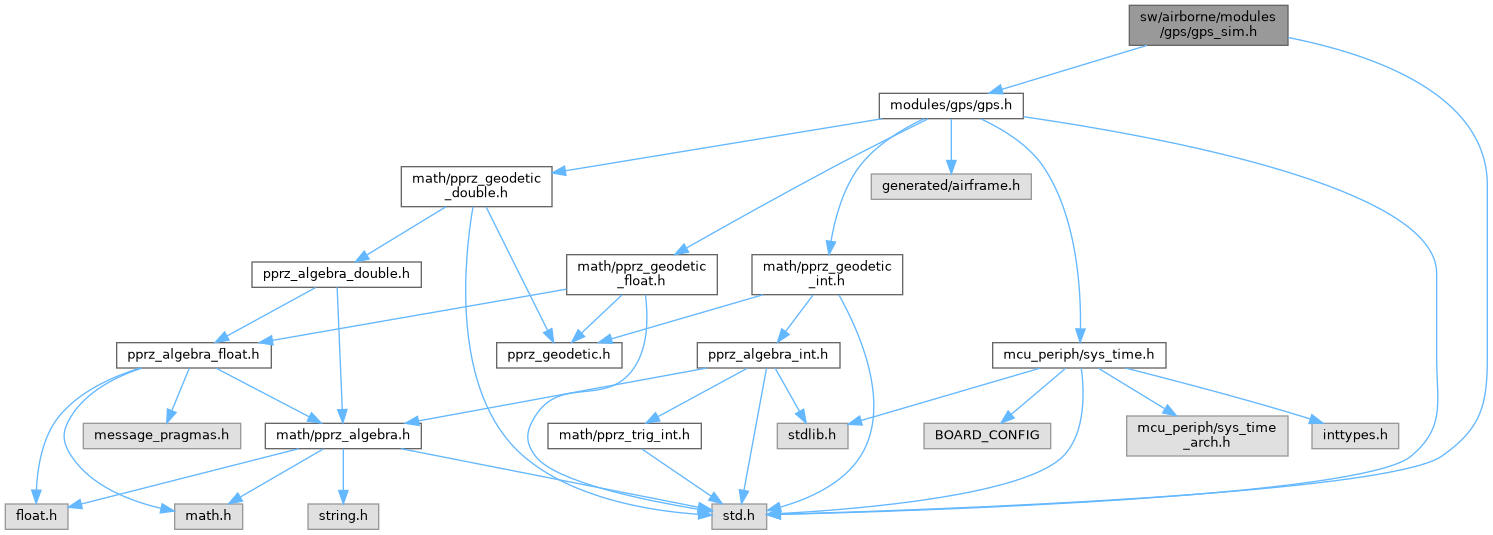 sw/airborne/modules
/gps/gps_sim.h
modules/gps/gps.h
math/pprz_geodetic
_double.h
generated/airframe.h
pprz_algebra_double.h
math/pprz_geodetic
_float.h
math/pprz_geodetic
_int.h
pprz_algebra_float.h
pprz_geodetic.h
pprz_algebra_int.h
mcu_periph/sys_time.h
message_pragmas.h
math/pprz_algebra.h
math/pprz_trig_int.h
stdlib.h
BOARD_CONFIG
mcu_periph/sys_time
_arch.h
inttypes.h
float.h
math.h
string.h
std.h